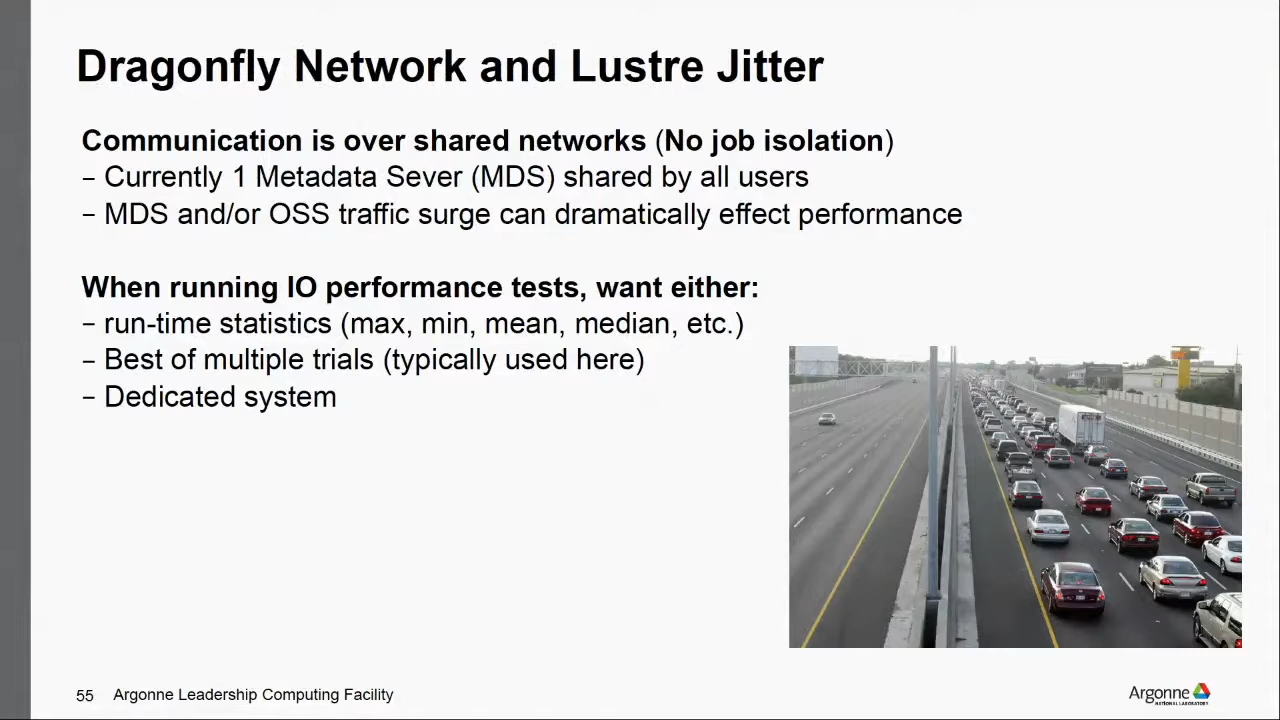 Dragonfly Network and Lustre Jitter
Communication is over shared networks (No job isolation)
– Currently 1 Metadata Sever (MDS) shared by all users
– MDS and/or OSS traffic surge can dramatically effect performance
When running IO performance tests, want either:
– run-time statistics (max, min, mean, median, etc.)
– Best of multiple trials (typically used here)
– Dedicated system
55 Argonne Leadership Computing Facility
Argonne
NATIONAL LABORATORY